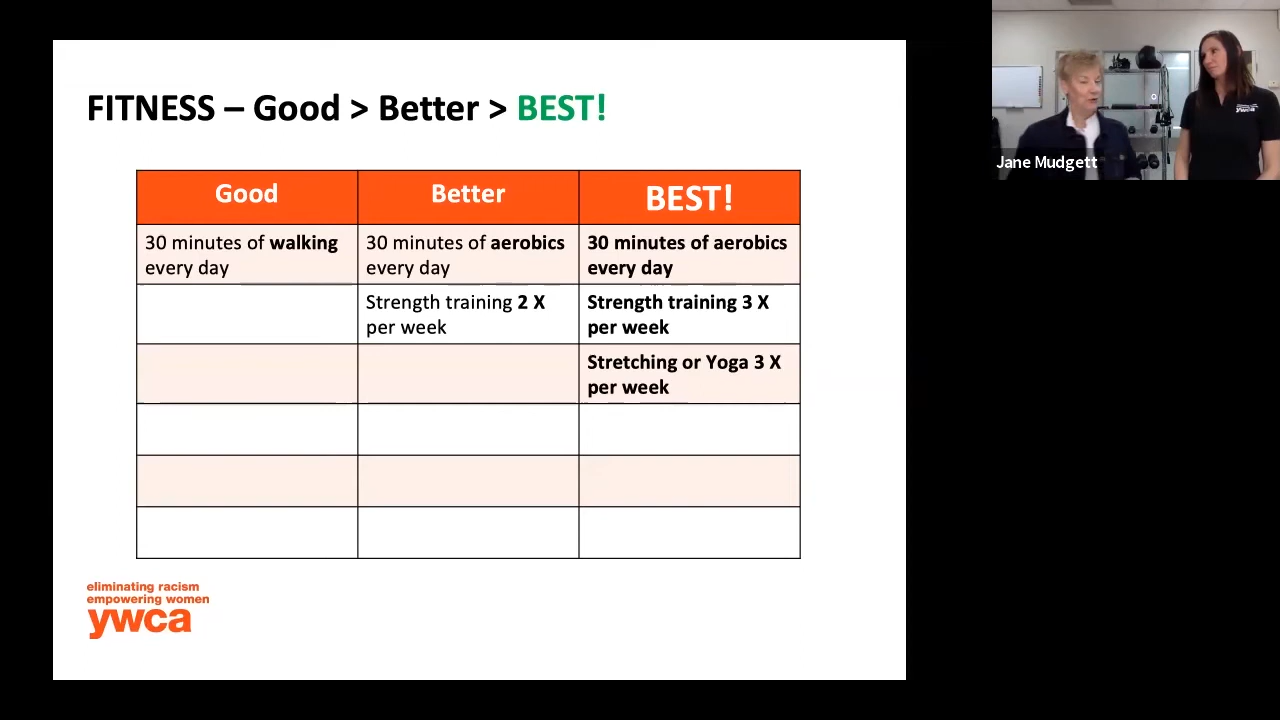 FITNESS – Good > Better > BEST!
Good
Better
BEST!
30 minutes of walking
every day
30 minutes of aerobics
every day
30 minutes of aerobics
every day
Strength training 2 X
per week
Strength training 3 X
per week
Stretching or Yoga 3 X
per week
eliminating racism
empowering women
ywca
Jane Mudgett
ywca